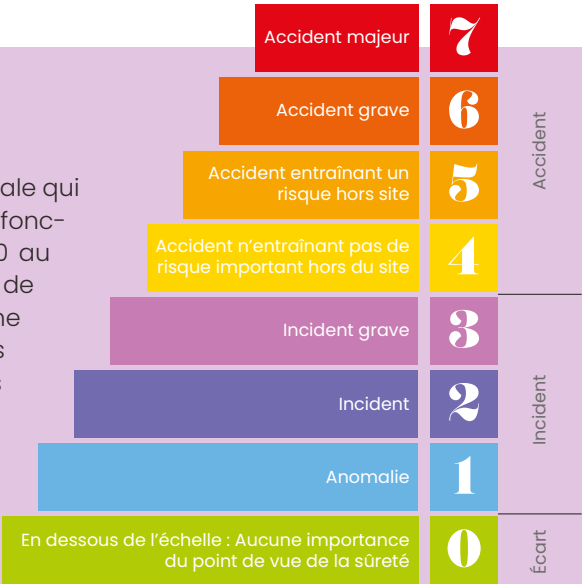 Accident majeur 7
Accident grave 6
Accident entraînant un
risque hors site 5
Accident n'entraînant pas de
risque important hors du site 4
Incident grave 3
Incident 2
Anomalie 1
En dessous de l'échelle : Aucune importance
du point de vue de la sûreté 0
Accident
Incident
Écart
ale qui
fonc-
0 au
de